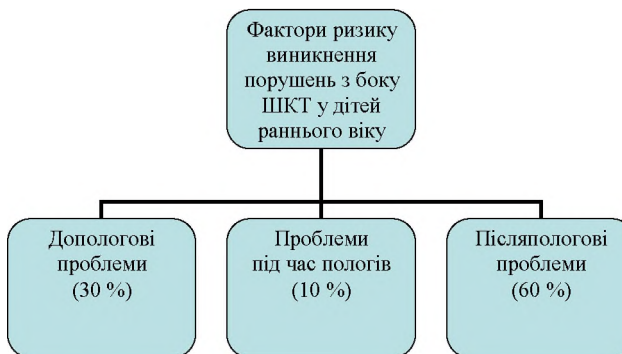 Фактори ризику
виникнення
порушень з боку
ШКТ у дітей
раннього віку
Допологові
проблеми
(30 %)
Проблеми
під час пологів
(10 %)
Післяпологові
проблеми
(60 %)